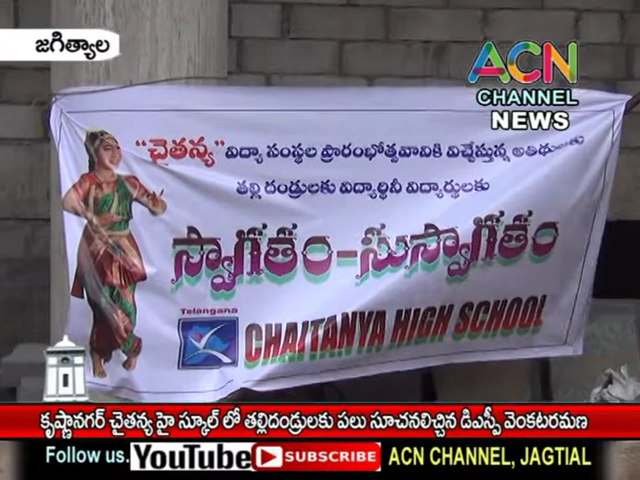 జగిత్యాల
ACN
CHANNEL
NEWS
"చైతన్య" విద్యా సంస్థల ప్రారంభోత్సవానికి విచ్చేస్తున్న అతిథులకు
తల్లి దండ్రులకు విద్యార్థినీ విద్యార్థులకు
స్వాగతం-సుస్వాగతం
Telangana
CHAITANYA HIGH SCHOOL
కృష్ణానగర్ చైతన్య హై స్కూల్ లో తల్లిదండ్రులకు పలు సూచనలిచ్చిన డిఎస్పీ వెంకటరమణ
Follow us. YouTube SUBSCRIBE ACN CHANNEL, JAGTIAL